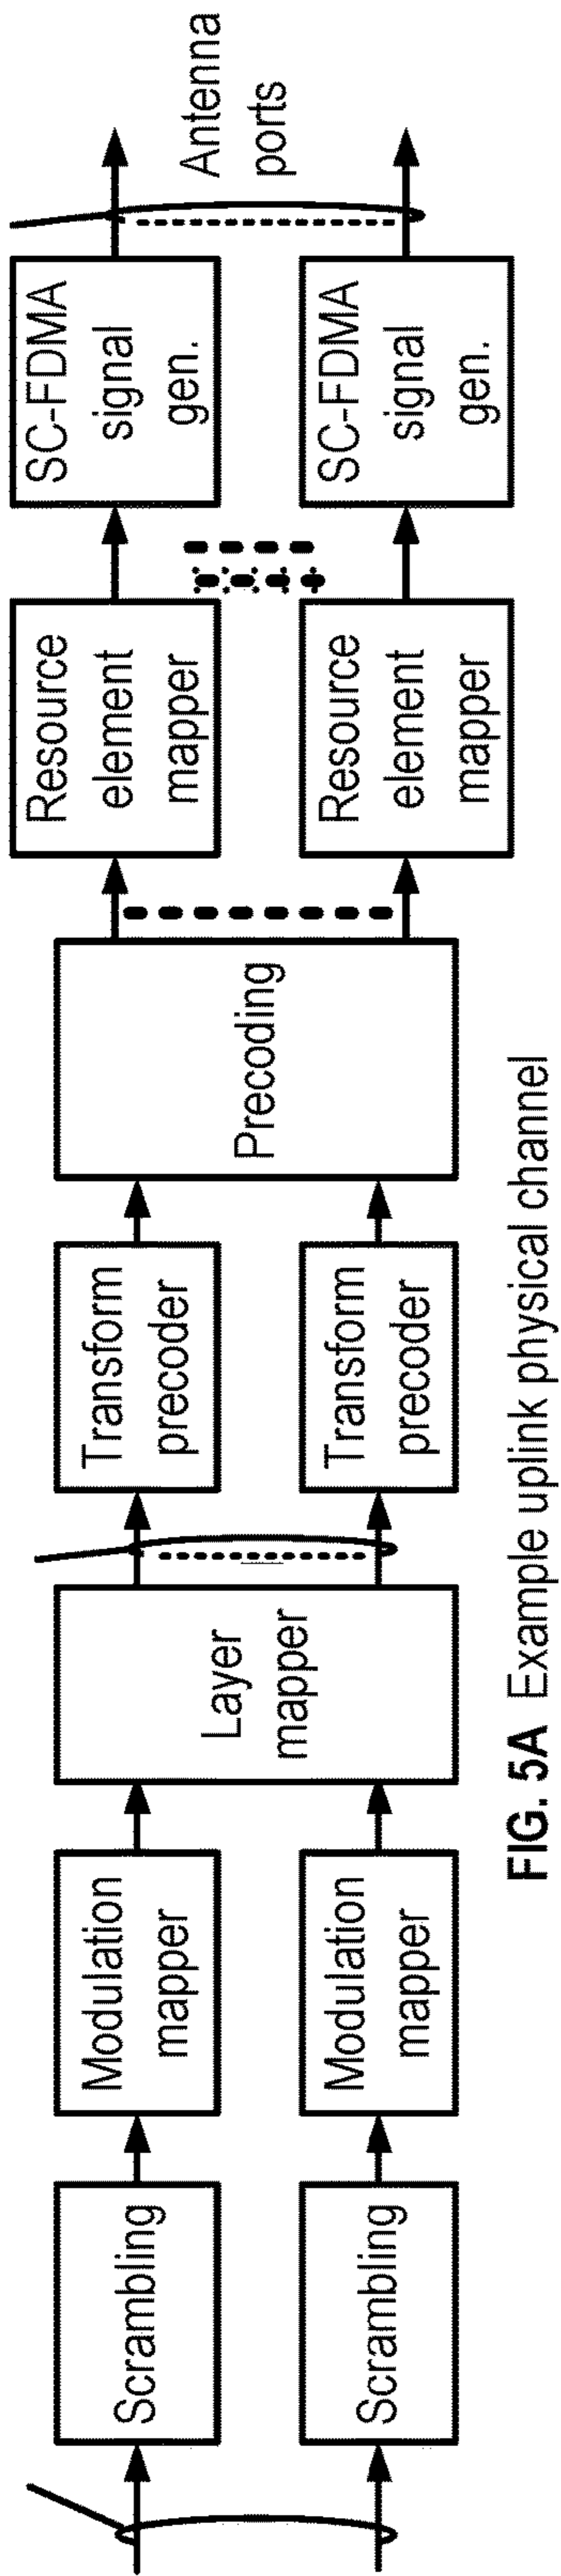 Scrambling
Modulation
mapper
Scrambling
Modulation
mapper
Layer
mapper
Transform
precoder
Transform
precoder
Precoding
Resource
element
mapper
Resource
element
mapper
SC-FDMA
signal
gen.
SC-FDMA
signal
gen.
Antenna
ports
FIG. 5A Example uplink physical channel